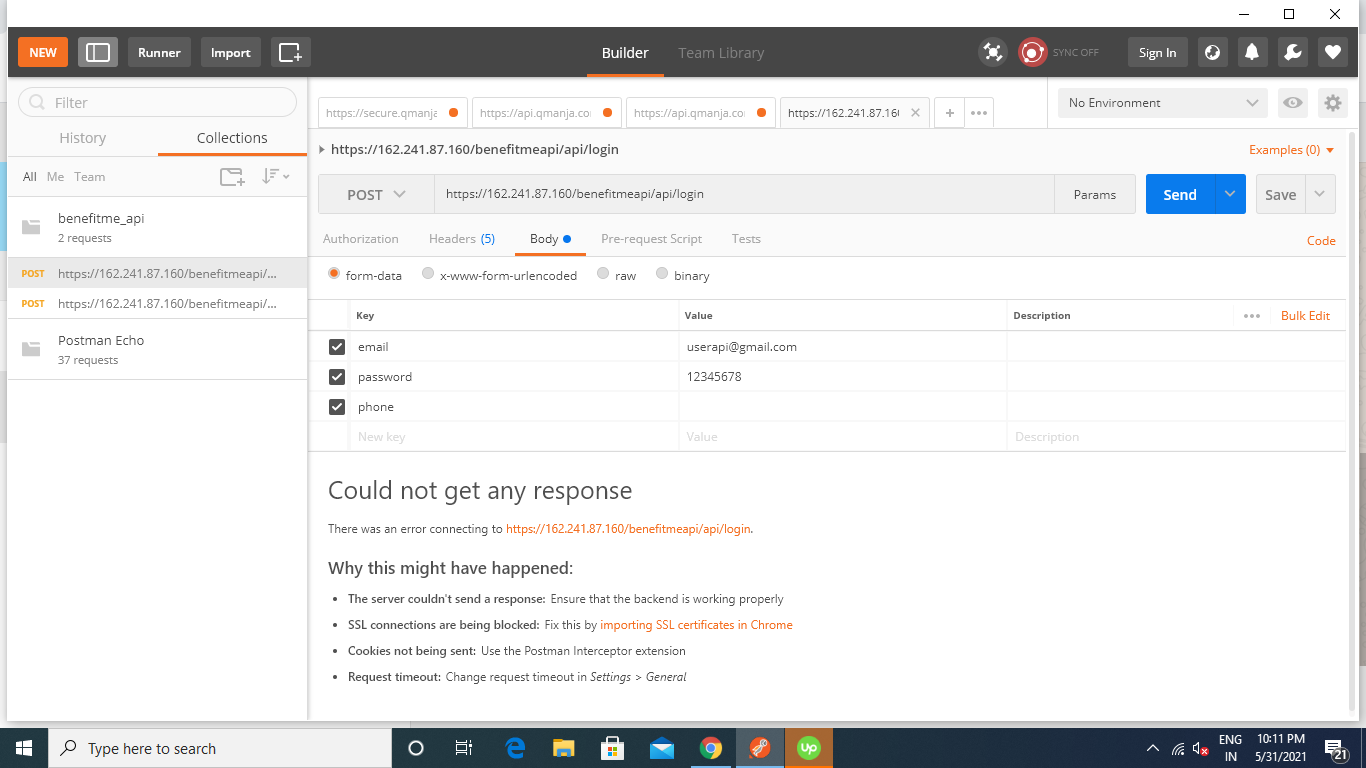 NEW
Runner
Import
Builder
Team Library
SYNC OFF
Sign In
Filter
History
Collections
All Me Team
benefitme_api
2 requests
POST https://162.241.87.160/benefitmeapi/...
POST https://162.241.87.160/benefitmeapi/...
Postman Echo
37 requests
https://secure.qmanja
https://api.qmanja.co
https://api.qmanja.co
https://162.241.87.16
No Environment
https://162.241.87.160/benefitmeapi/api/login
Examples (0)
POST
https://162.241.87.160/benefitmeapi/api/login
Params
Send
Save
Authorization
Headers (5)
Body
Pre-request Script
Tests
Code
form-data
x-www-form-urlencoded
raw
binary
Key Value Description
Bulk Edit
email userapi@gmail.com
password 12345678
phone
New key Value Description
Could not get any response
There was an error connecting to https://162.241.87.160/benefitmeapi/api/login.
Why this might have happened:
• The server couldn't send a response: Ensure that the backend is working properly
• SSL connections are being blocked: Fix this by importing SSL certificates in Chrome
• Cookies not being sent: Use the Postman Interceptor extension
• Request timeout: Change request timeout in Settings > General
Type here to search
up
ENG
IN
10:11 PM
5/31/2021
21